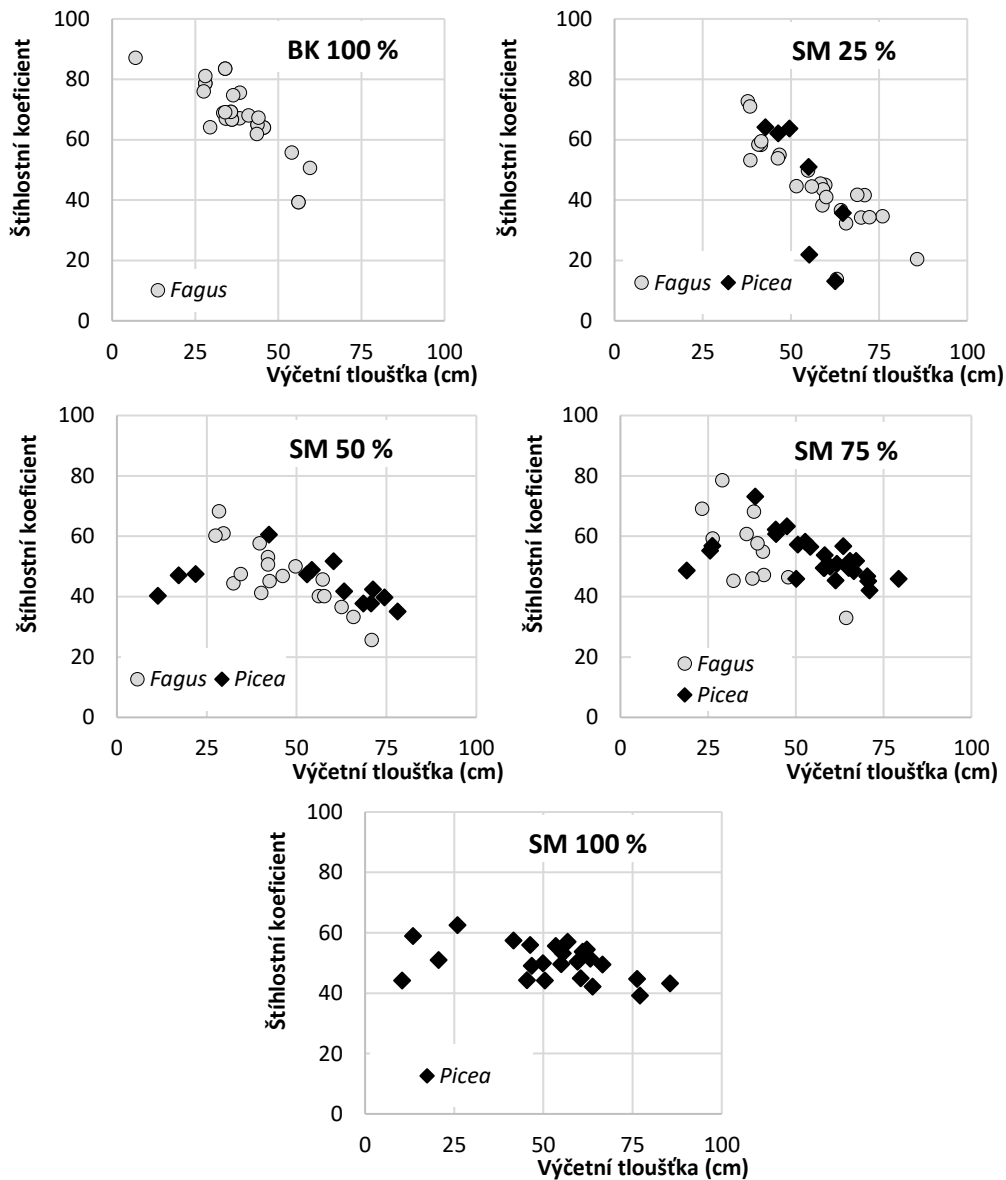 BK 100 %
Štíhlostní koeficient
100
80
60
40
20
0
Fagus
0 25 50 75 100
Výčetní tloušťka (cm)
SM 25 %
Štíhlostní koeficient
100
80
60
40
20
0
Fagus Picea
0 25 50 75 100
Výčetní tloušťka (cm)
SM 50 %
Štíhlostní koeficient
100
80
60
40
20
0
Fagus Picea
0 25 50 75 100
Výčetní tloušťka (cm)
SM 75 %
Štíhlostní koeficient
100
80
60
40
20
0
Fagus
Picea
0 25 50 75 100
Výčetní tloušťka (cm)
SM 100 %
Štíhlostní koeficient
100
80
60
40
20
0
Picea
0 25 50 75 100
Výčetní tloušťka (cm)